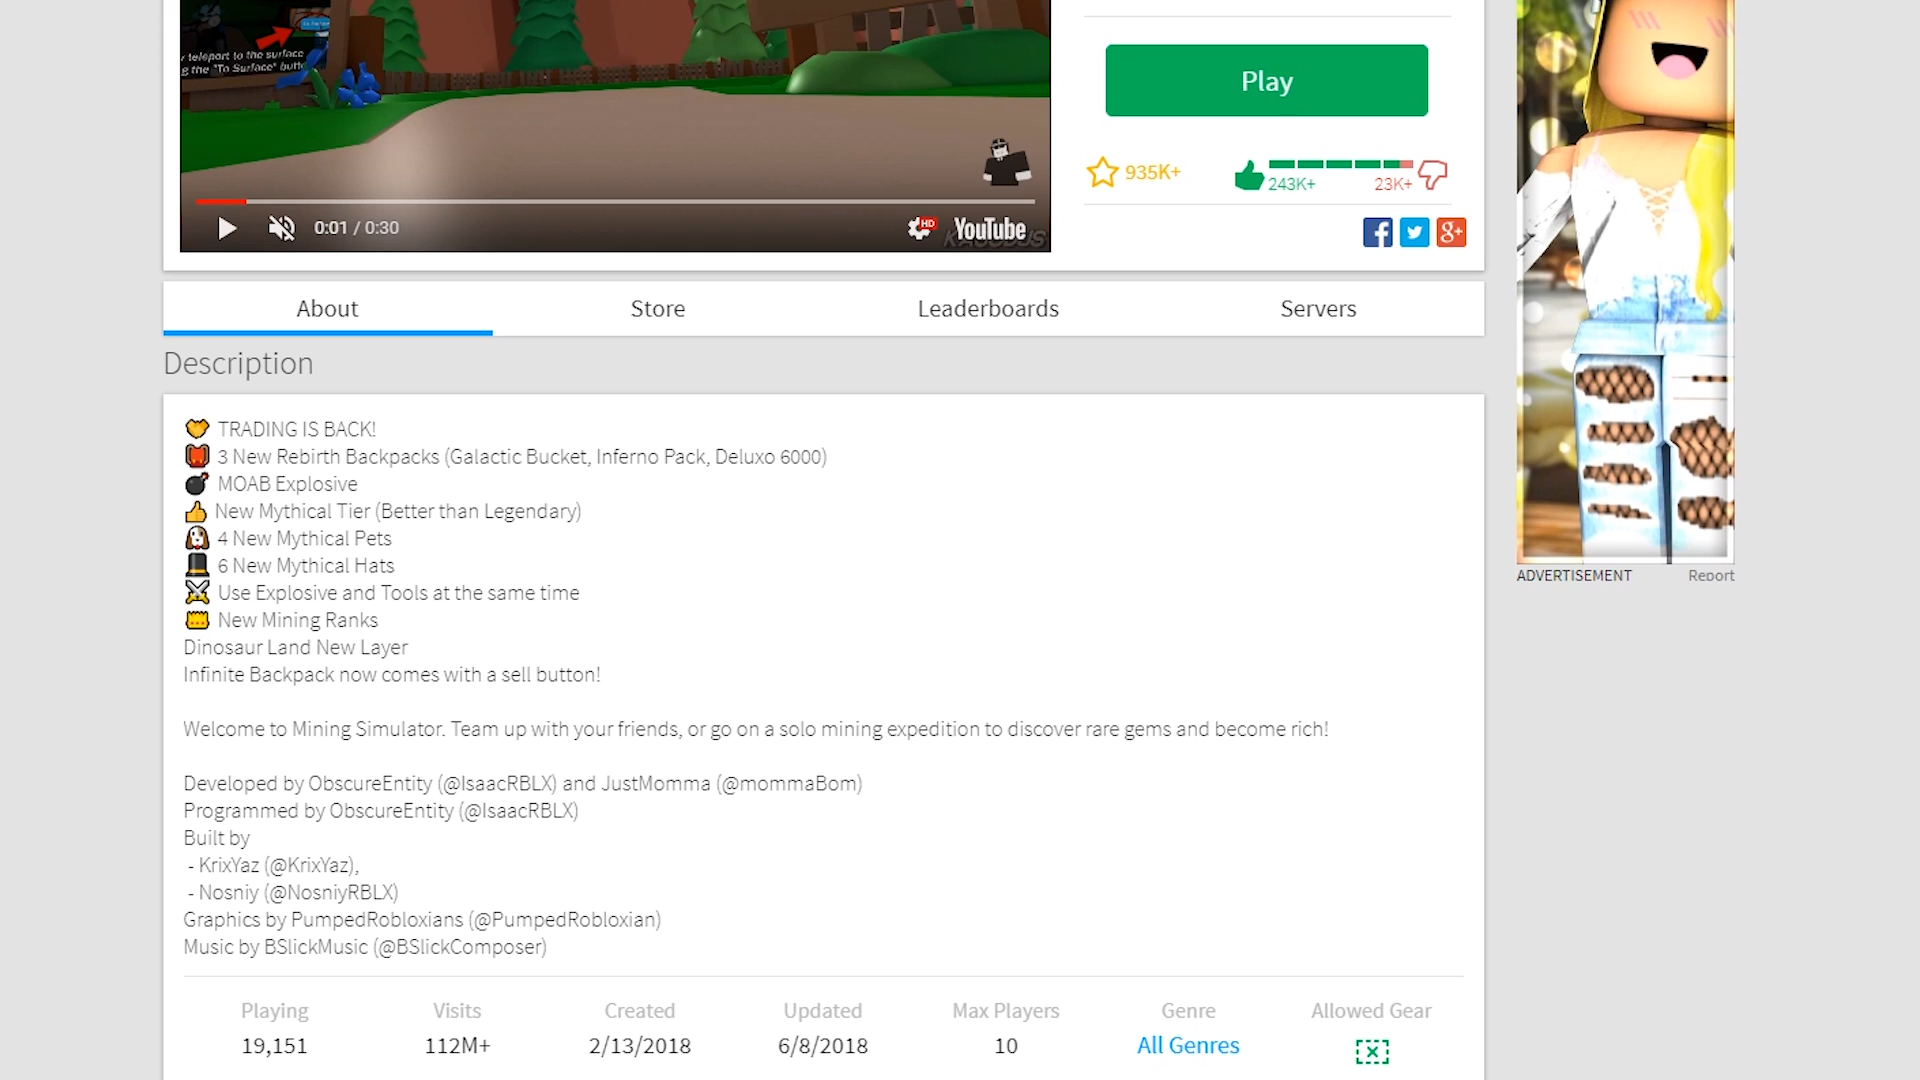 teleport to the surface
g the "To Surface" butt
Play
935K+
243K+
23K+
0:01 / 0:30
HD
YouTube
About
Store
Leaderboards
Servers
Description
TRADING IS BACK!
3 New Rebirth Backpacks (Galactic Bucket, Inferno Pack, Deluxo 6000)
MOAB Explosive
New Mythical Tier (Better than Legendary)
4 New Mythical Pets
6 New Mythical Hats
Use Explosive and Tools at the same time
New Mining Ranks
Dinosaur Land New Layer
Infinite Backpack now comes with a sell button!
Welcome to Mining Simulator. Team up with your friends, or go on a solo mining expedition to discover rare gems and become rich!
Developed by ObscureEntity (@IsaacRBLX) and JustMomma (@mommaBom)
Programmed by ObscureEntity (@IsaacRBLX)
Built by
- KrixYaz (@KrixYaz),
- Nosniy (@NosniyRBLX)
Graphics by PumpedRobloxians (@PumpedRobloxian)
Music by BSlickMusic (@BSlickComposer)
ADVERTISEMENT
Report
Playing
Visits
Created
Updated
Max Players
Genre
Allowed Gear
19,151
112M+
2/13/2018
6/8/2018
10
All Genres